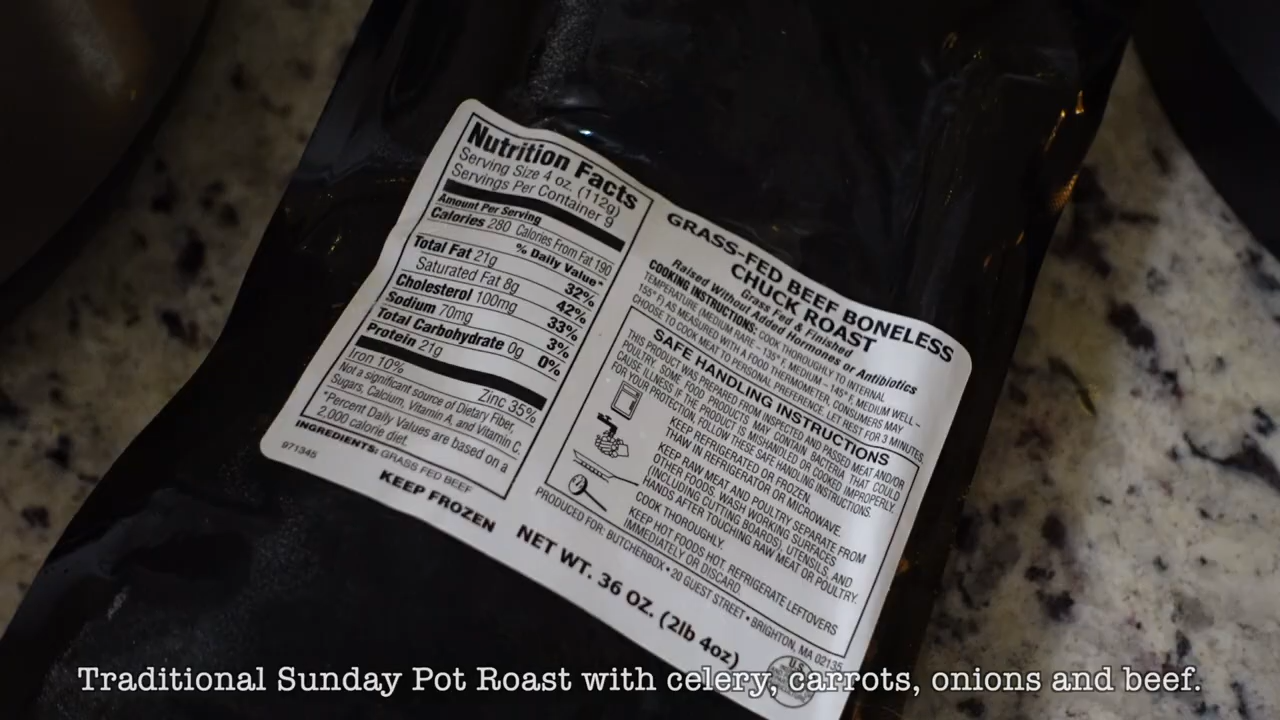 Nutrition Facts
Serving Size 4 oz. (112g)
Servings Per Container 9
Amount Per Serving
Calories 280 Calories From Fat 190
% Daily Value*
Total Fat 21g 32%
Saturated Fat 8g 42%
Cholesterol 100mg 33%
Sodium 70mg 3%
Total Carbohydrate 0g 0%
Protein 21g
Iron 10% Zinc 35%
Not a significant source of Dietary Fiber,
Sugars, Calcium, Vitamin A, and Vitamin C.
*Percent Daily Values are based on a
2,000 calorie diet.
INGREDIENTS: GRASS FED BEEF
971345
KEEP FROZEN
GRASS-FED BEEF BONELESS
CHUCK ROAST
Grass Fed & Finished
Raised Without Added Hormones or Antibiotics
COOKING INSTRUCTIONS: COOK THOROUGHLY TO INTERNAL
TEMPERATURE (MEDIUM RARE – 135° F, MEDIUM – 145° F, MEDIUM WELL –
155° F) AS MEASURED WITH A FOOD THERMOMETER, LET REST FOR 3 MINUTES.
CHOOSE TO COOK MEAT TO PERSONAL PREFERENCE. CONSUMERS MAY
SAFE HANDLING INSTRUCTIONS
THIS PRODUCT WAS PREPARED FROM INSPECTED AND PASSED MEAT AND/OR
POULTRY. SOME FOOD PRODUCTS MAY CONTAIN BACTERIA THAT COULD
CAUSE ILLNESS IF THE PRODUCT IS MISHANDLED OR COOKED IMPROPERLY.
FOR YOUR PROTECTION, FOLLOW THESE SAFE HANDLING INSTRUCTIONS.
KEEP REFRIGERATED OR FROZEN.
THAW IN REFRIGERATOR OR MICROWAVE.
KEEP RAW MEAT AND POULTRY SEPARATE FROM
OTHER FOODS. WASH WORKING SURFACES
(INCLUDING CUTTING BOARDS), UTENSILS, AND
HANDS AFTER TOUCHING RAW MEAT OR POULTRY.
COOK THOROUGHLY.
KEEP HOT FOODS HOT. REFRIGERATE LEFTOVERS
IMMEDIATELY OR DISCARD.
PRODUCED FOR: BUTCHERBOX • 20 GUEST STREET • BRIGHTON, MA 02135
NET WT. 36 OZ. (2lb 4oz)
U.S.
Traditional Sunday Pot Roast with celery, carrots, onions and beef.